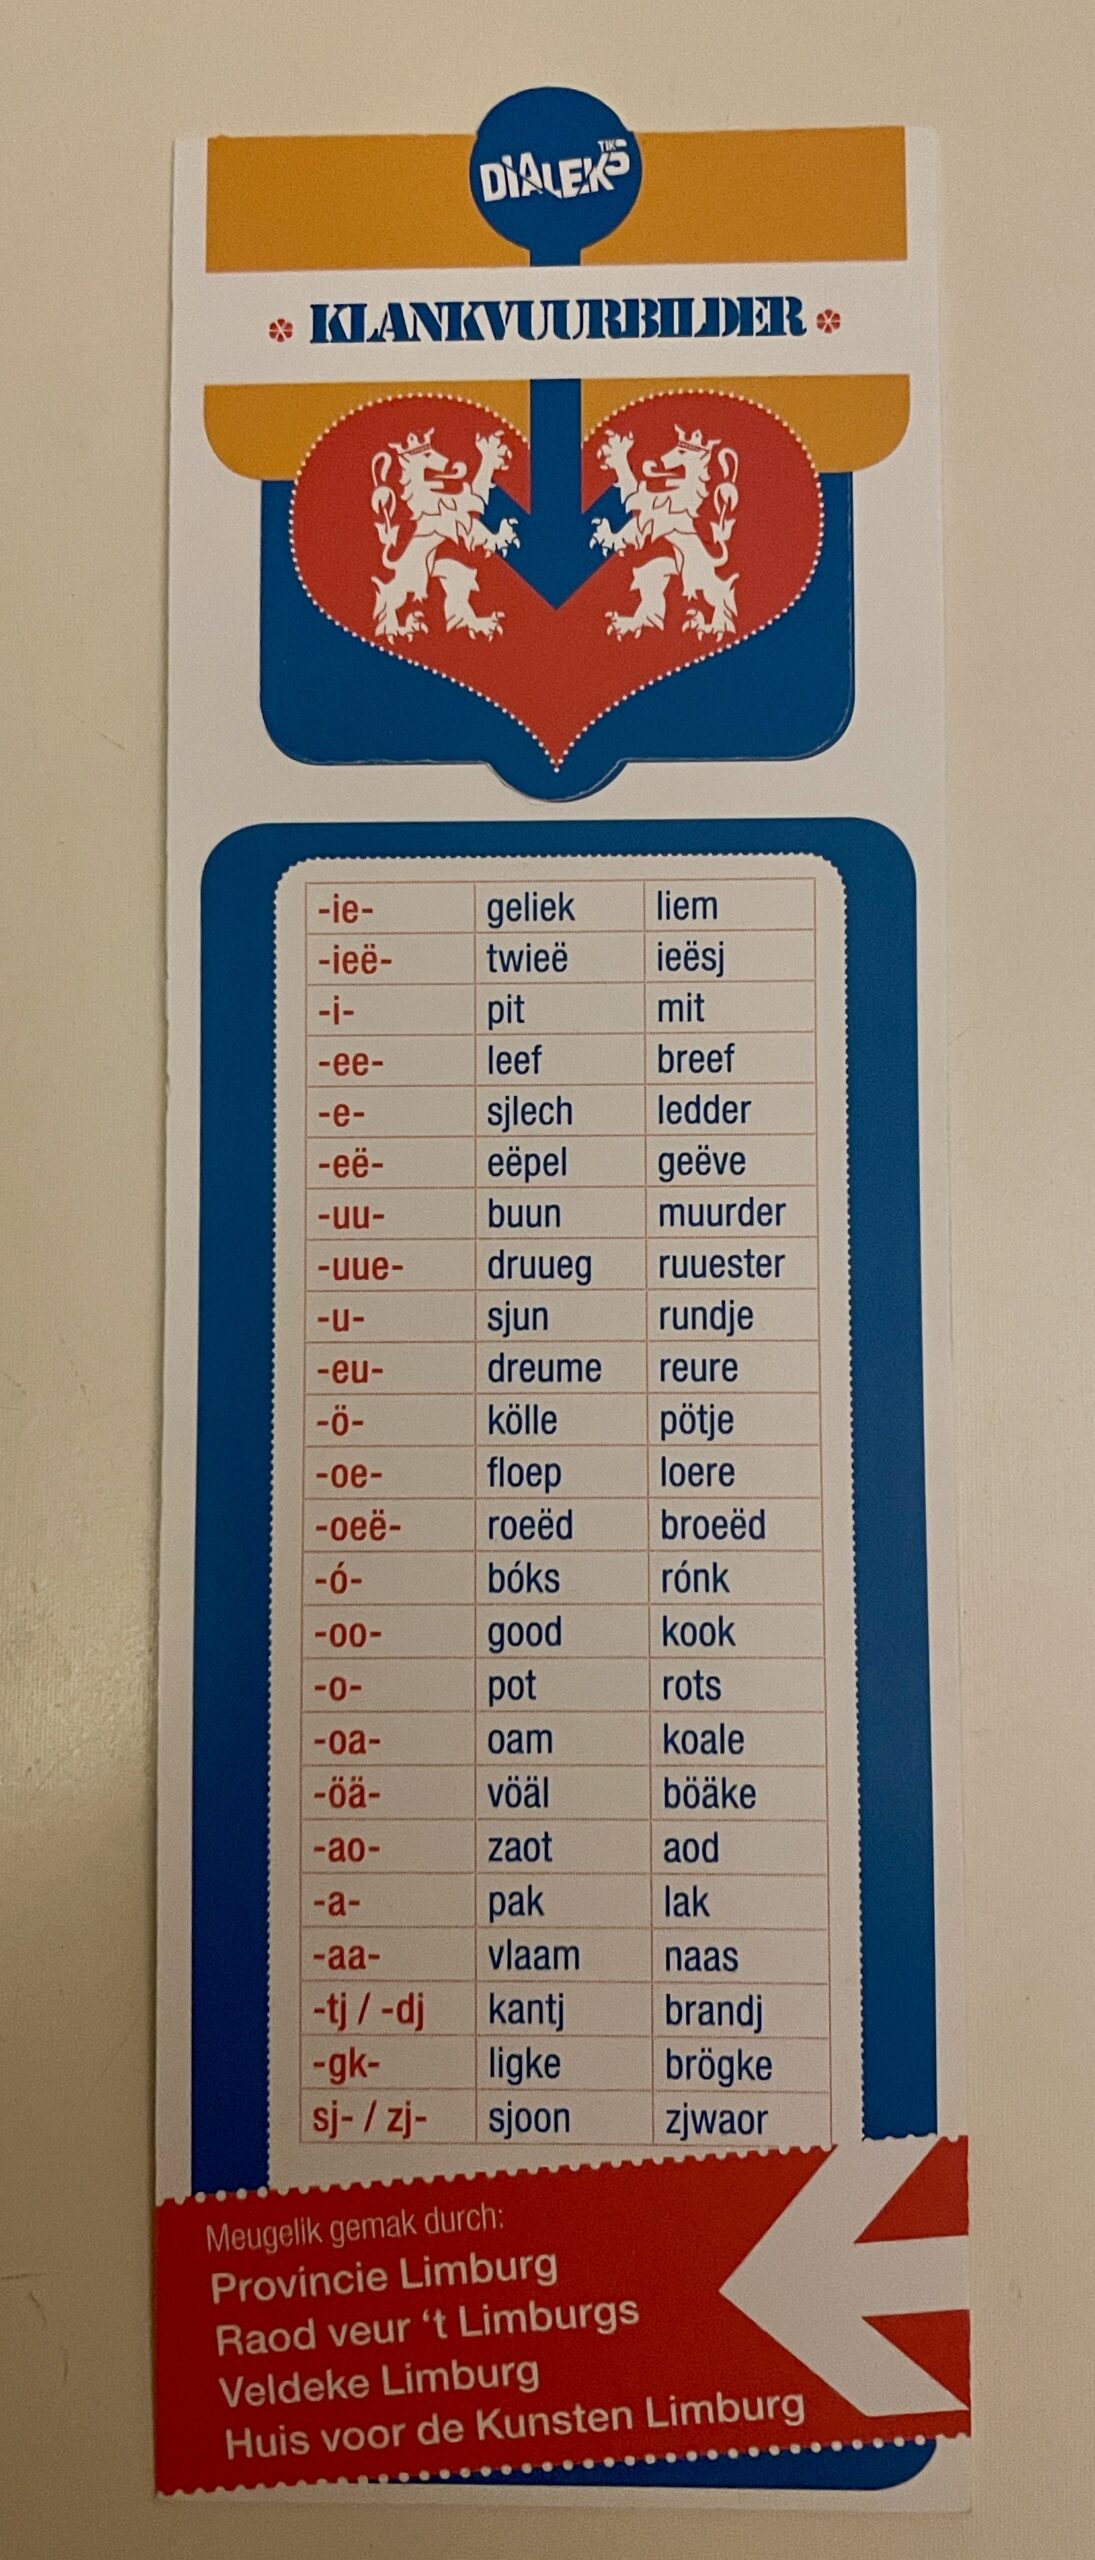 DIALEKTIKS
KLANKVUURBILDER
-ie- geliek liem
-ieë- twieë ieësj
-i- pit mit
-ee- leef breef
-e- sjlech ledder
-eë- eëpel geëve
-uu- buun muurder
-uue- druueg ruuester
-u- sjun rundje
-eu- dreume reure
-ö- kölle pötje
-oe- floep loere
-oeë- roeëd broeëd
-ó- bóks rónk
-oo- good kook
-o- pot rots
-oa- oam koale
-öä- vöäl böäke
-ao- zaot aod
-a- pak lak
-aa- vlaam naas
-tj / -dj kantj brandj
-gk- ligke brögke
sj- / zj- sjoon zjwaor
Meugelik gemak durch:
Provincie Limburg
Raod veur ‘t Limburgs
Veldeke Limburg
Huis voor de Kunsten Limburg